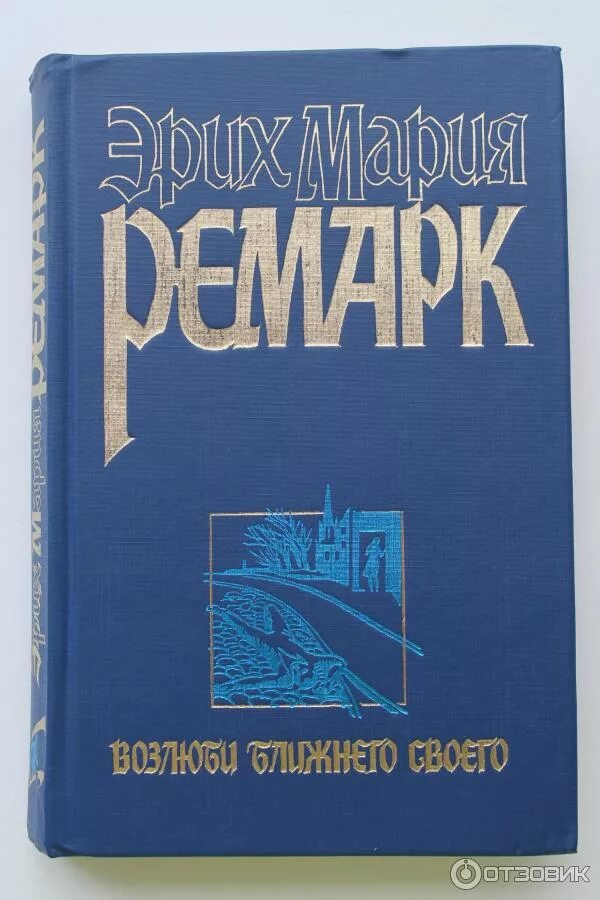 Эрих Мария
РЕМАРК
ВОЗЛЮБИ БЛИЖНЕГО СВОЕГО
Эрих Мария РЕМАРК
ОТЗОВИК